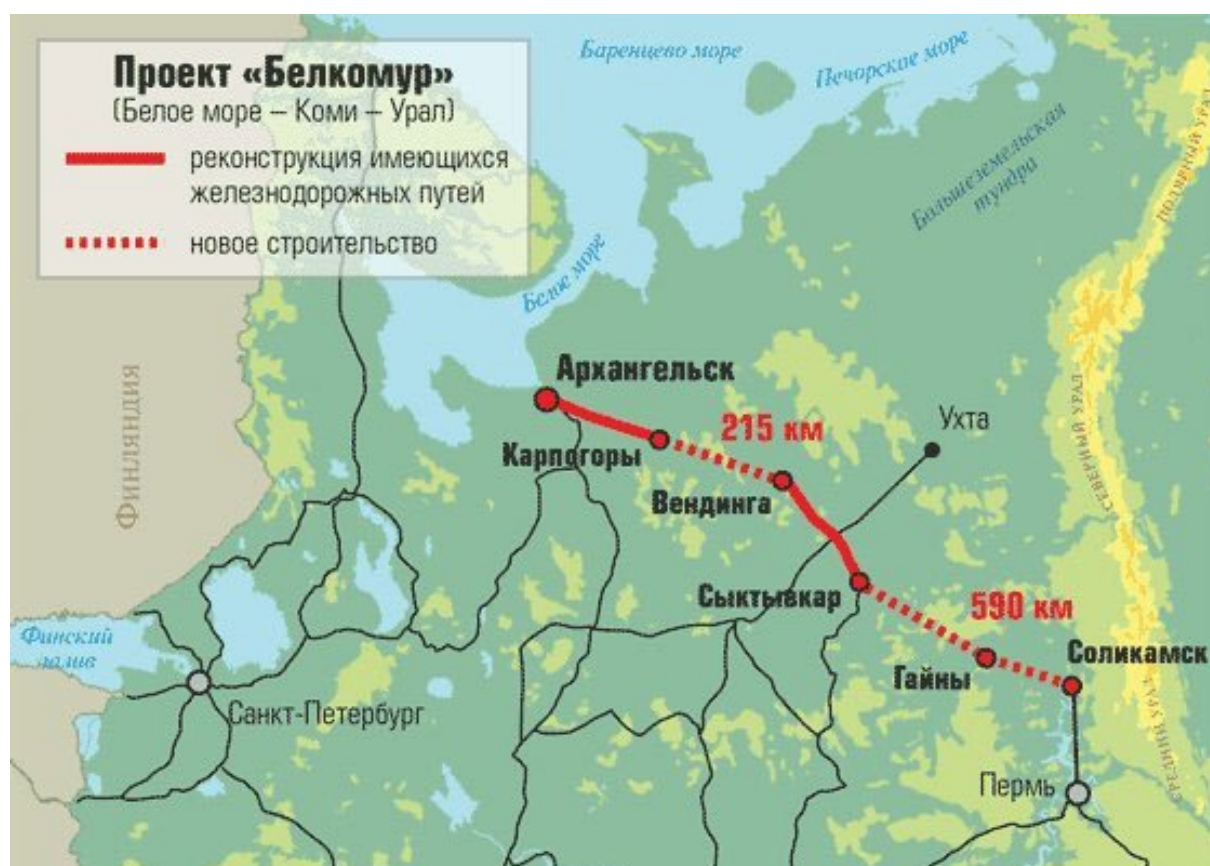 Проект «Белкомур»
(Белое море – Коми – Урал)
реконструкция имеющихся
железнодорожных путей
новое строительство
Баренцево море
Печорское море
Большеземельская
тундра
ПОЛЯРНЫЙ УРАЛ
Белое море
ФИНЛЯНДИЯ
Архангельск
Карпогоры
215 км
Ухта
Вендинга
СЕВЕРНЫЙ УРАЛ
Сыктывкар
590 км
Соликамск
Гайны
Финский
залив
Санкт-Петербург
Пермь
СРЕДНИЙ УРАЛ